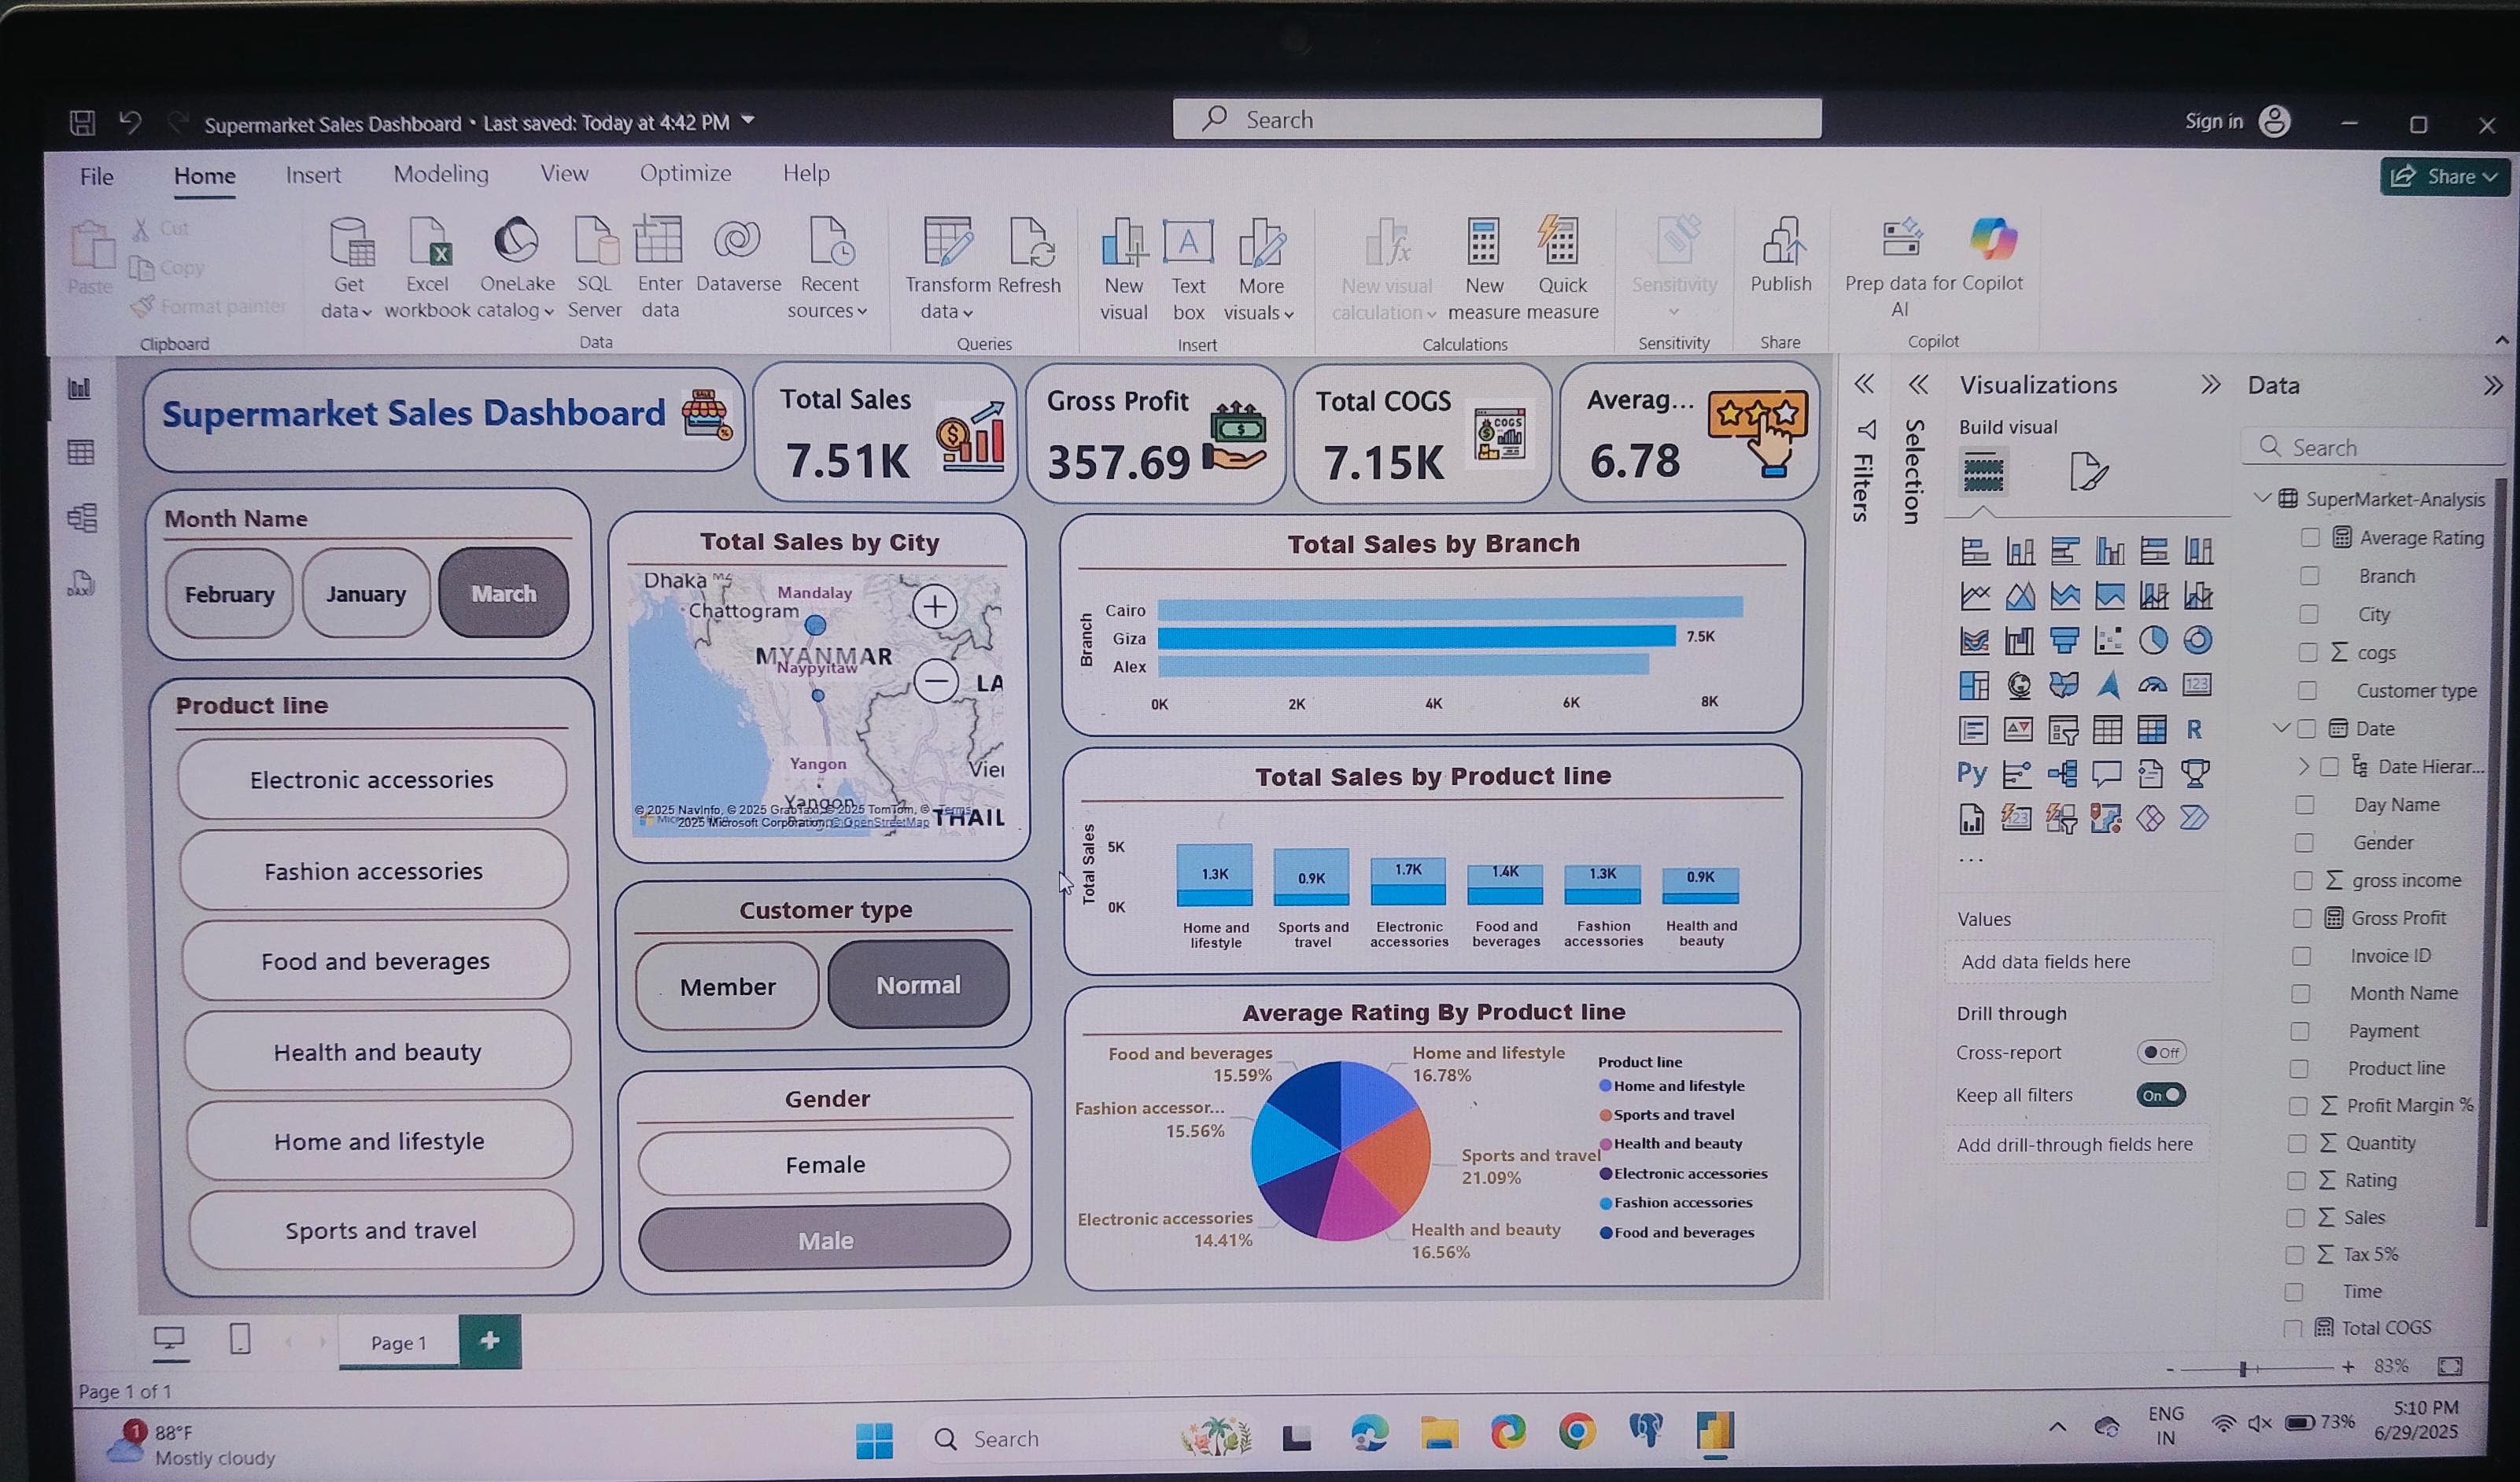 Supermarket Sales Dashboard • Last saved: Today at 4:42 PM
Search
Sign in
File Home Insert Modeling View Optimize Help
Share
Paste
Cut
Copy
Format painter
Clipboard
Get data
Excel workbook
OneLake catalog
SQL Server
Enter data
Dataverse
Recent sources
Data
Transform data
Refresh
Queries
New visual
Text box
More visuals
Insert
New visual calculation
New measure
Quick measure
Calculations
Sensitivity
Sensitivity
Publish
Share
Prep data for AI
Copilot
Copilot
Supermarket Sales Dashboard
Total Sales
7.51K
Gross Profit
357.69
Total COGS
7.15K
COGS
Averag...
6.78
Month Name
February
January
March
Product line
Electronic accessories
Fashion accessories
Food and beverages
Health and beauty
Home and lifestyle
Sports and travel
Total Sales by City
Dhaka
Chattogram
Mandalay
MYANMAR
Naypyitaw
LA
Yangon
Vier
Yangon
THAIL
© 2025 NavInfo, © 2025 GrabTaxi, © 2025 TomTom, © Terms
2025 Microsoft Corporation, © OpenStreetMap
Customer type
Member
Normal
Gender
Female
Male
Total Sales by Branch
Branch
Cairo
Giza
7.5K
Alex
0K 2K 4K 6K 8K
Total Sales by Product line
Total Sales
5K
0K
1.3K 0.9K 1.7K 1.4K 1.3K 0.9K
Home and lifestyle
Sports and travel
Electronic accessories
Food and beverages
Fashion accessories
Health and beauty
Average Rating By Product line
Food and beverages
15.59%
Home and lifestyle
16.78%
Fashion accessor...
15.56%
Sports and travel
21.09%
Electronic accessories
14.41%
Health and beauty
16.56%
Product line
Home and lifestyle
Sports and travel
Health and beauty
Electronic accessories
Fashion accessories
Food and beverages
Filters
Selection
Visualizations
Build visual
123
R
Py
123
...
Values
Add data fields here
Drill through
Cross-report
Off
Keep all filters
On
Add drill-through fields here
Data
Search
SuperMarket-Analysis
Average Rating
Branch
City
cogs
Customer type
Date
Date Hierar...
Day Name
Gender
gross income
Gross Profit
Invoice ID
Month Name
Payment
Product line
Profit Margin %
Quantity
Rating
Sales
Tax 5%
Time
Total COGS
Page 1
Page 1 of 1
83%
1
88°F
Mostly cloudy
Search
ENG
IN
73%
5:10 PM
6/29/2025